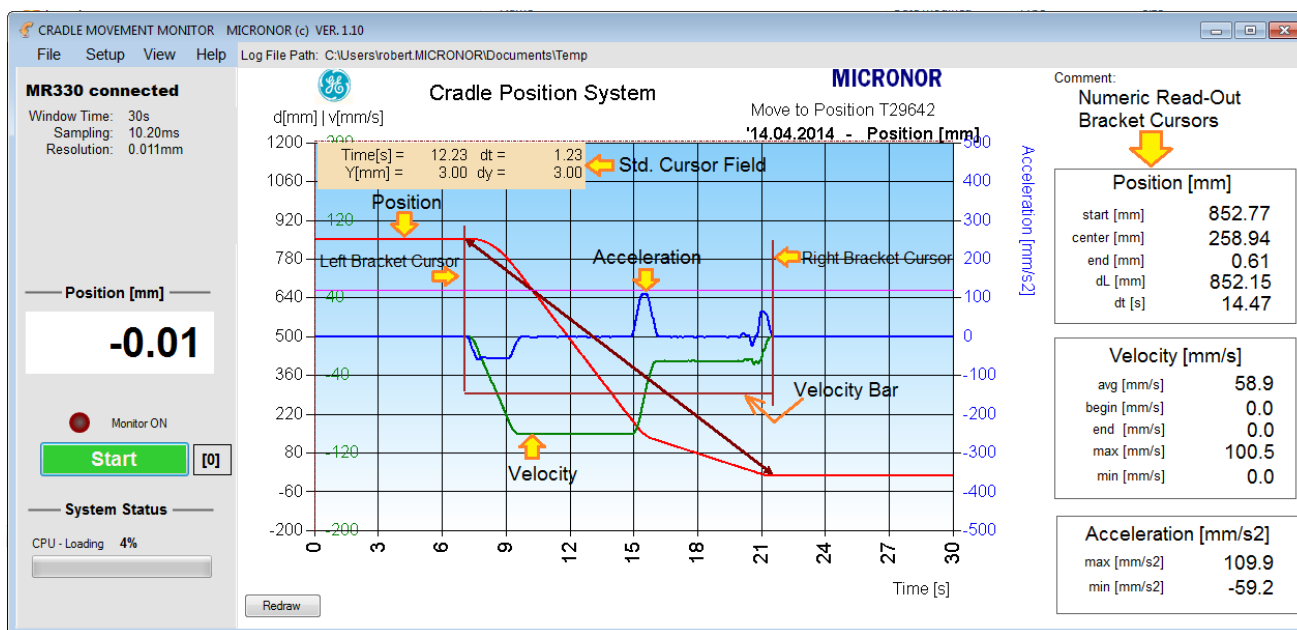 CRADLE MOVEMENT MONITOR MICRONOR (c) VER. 1.10
File Setup View Help Log File Path: C:\Users\robert.MICRONOR\Documents\Temp
MR330 connected
Window Time: 30s
Sampling: 10.20ms
Resolution: 0.011mm
Position [mm]
-0.01
Monitor ON
Start [0]
System Status
CPU - Loading 4%
Cradle Position System
MICRONOR
Move to Position T29642
'14.04.2014 - Position [mm]
d[mm] | v[mm/s]
1200
1060
920
780
640
500
360
220
80
-60
-200
200
120
40
-40
-120
-200
Time[s] = 12.23 dt = 1.23
Y[mm] = 3.00 dy = 3.00
Std. Cursor Field
Position
Left Bracket Cursor
Acceleration
Right Bracket Cursor
Velocity Bar
Velocity
500
400
300
200
100
0
-100
-200
-300
-400
-500
Acceleration [mm/s2]
0 3 6 9 12 15 18 21 24 27 30
Time [s]
Redraw
Comment:
Numeric Read-Out
Bracket Cursors
Position [mm]
start [mm] 852.77
center [mm] 258.94
end [mm] 0.61
dL [mm] 852.15
dt [s] 14.47
Velocity [mm/s]
avg [mm/s] 58.9
begin [mm/s] 0.0
end [mm/s] 0.0
max [mm/s] 100.5
min [mm/s] 0.0
Acceleration [mm/s2]
max [mm/s2] 109.9
min [mm/s2] -59.2